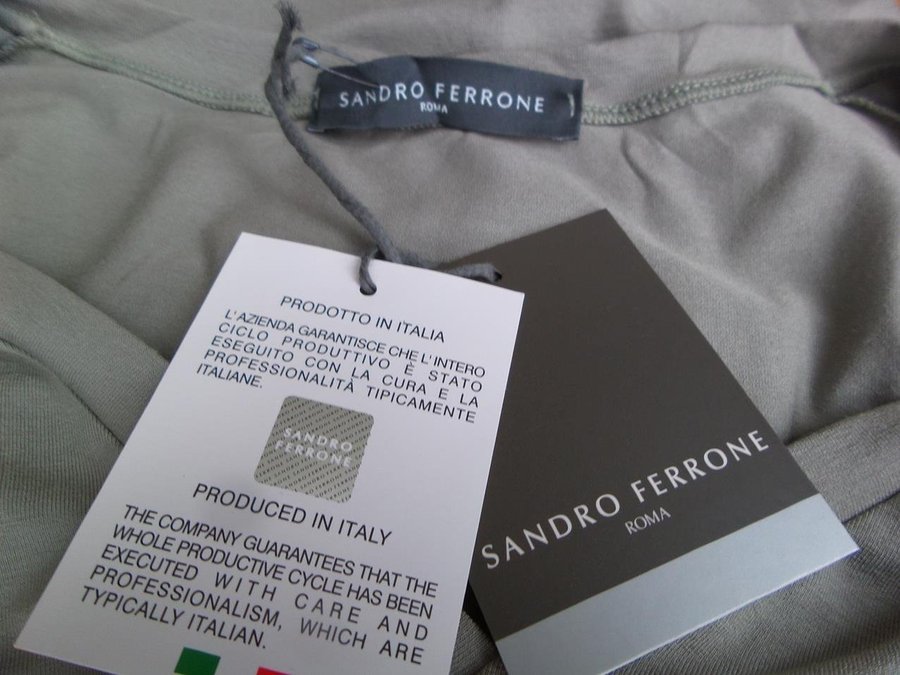 SANDRO FERRONE
ROMA
PRODOTTO IN ITALIA
L'AZIENDA GARANTISCE CHE L'INTERO
CICLO PRODUTTIVO È STATO
ESEGUITO CON LA CURA E LA
PROFESSIONALITÀ TIPICAMENTE
ITALIANE.
SANDRO
FERRONE
PRODUCED IN ITALY
THE COMPANY GUARANTEES THAT THE
WHOLE PRODUCTIVE CYCLE HAS BEEN
EXECUTED WITH CARE AND
PROFESSIONALISM, WHICH ARE
TYPICALLY ITALIAN.
SANDRO FERRONE
ROMA